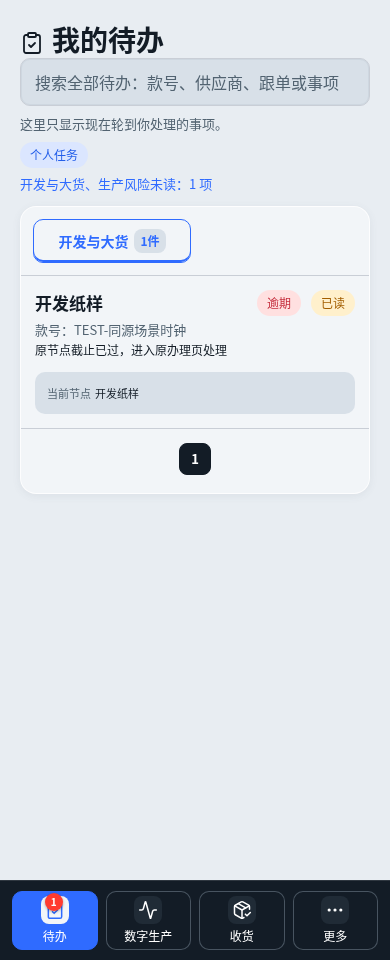 我的待办
搜索全部待办：款号、供应商、跟单或事项
这里只显示现在轮到你处理的事项。
个人任务
开发与大货、生产风险未读：1 项
开发与大货 1件
开发纸样 逾期 已读
款号：TEST-同源场景时钟
原节点截止已过，进入原办理页处理
当前节点 开发纸样
1
1
待办 数字生产 收货 更多